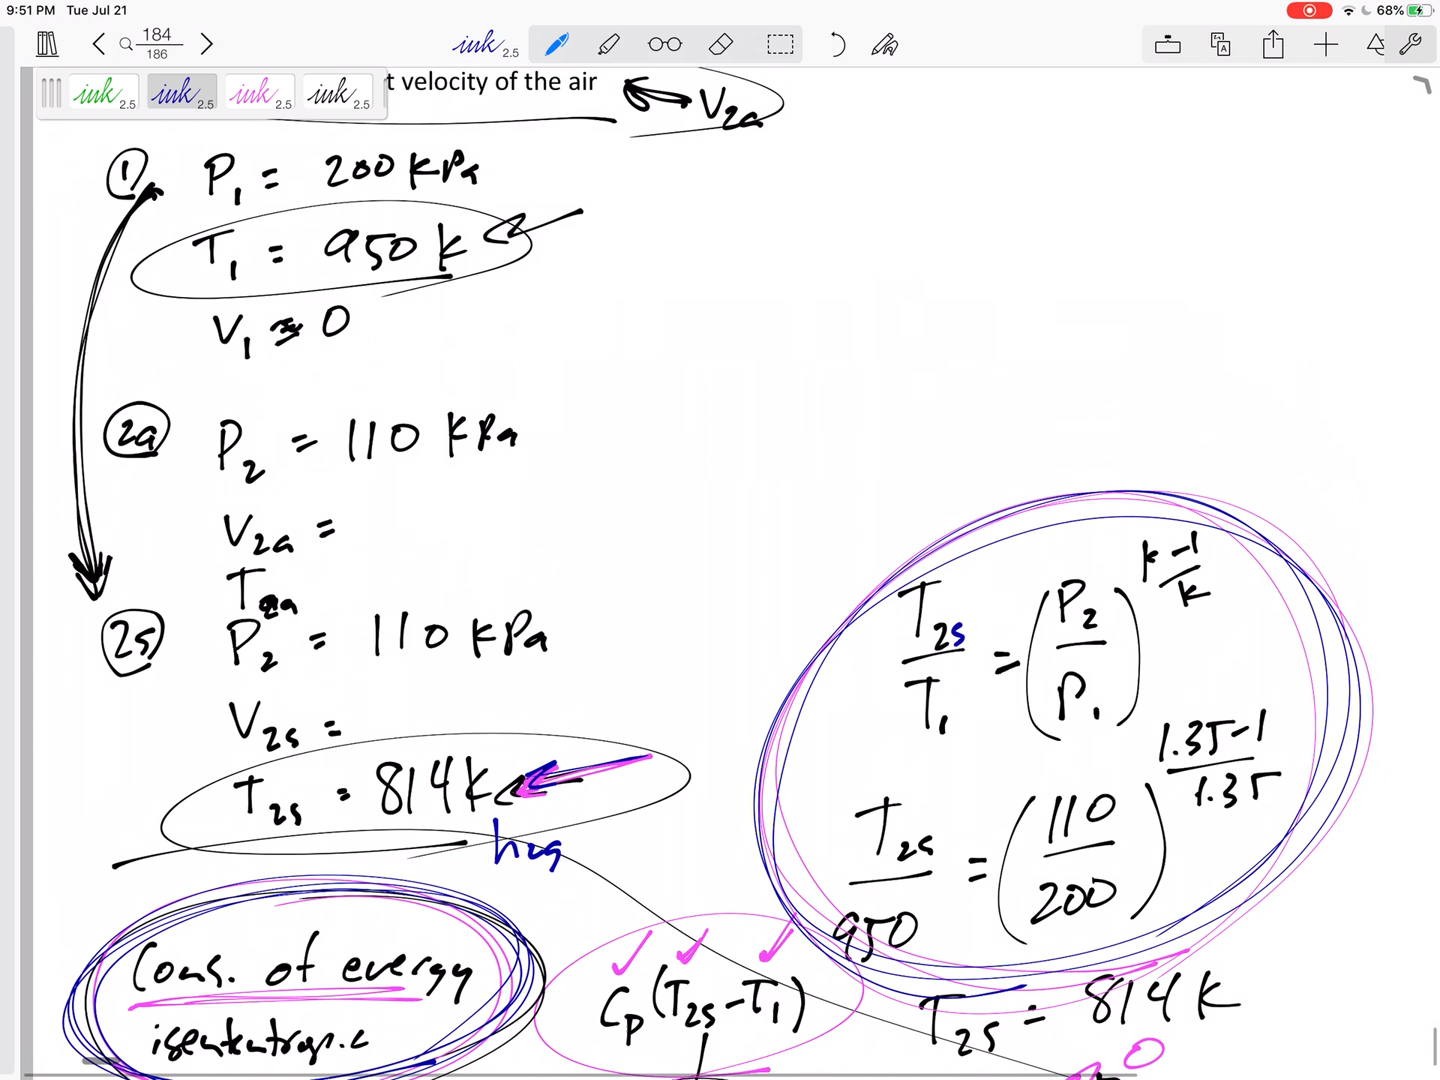 9:51 PM Tue Jul 21
68%
184
186
ink 2.5
ink 2.5 ink 2.5 ink 2.5 ink 2.5
t velocity of the air
V2a
① P1 = 200 kPa
T1 = 950 k
V1 ≈ 0
2a P2 = 110 kPa
V2a =
T2a
2s P2 = 110 kPa
V2s =
T2s = 814 k
T2s/T1 = (P2/P1)^(k-1/k)
T2s/950 = (110/200)^(1.35-1/1.35)
T2s = 814 k
Cons. of energy
Cp (T2s - T1)
0